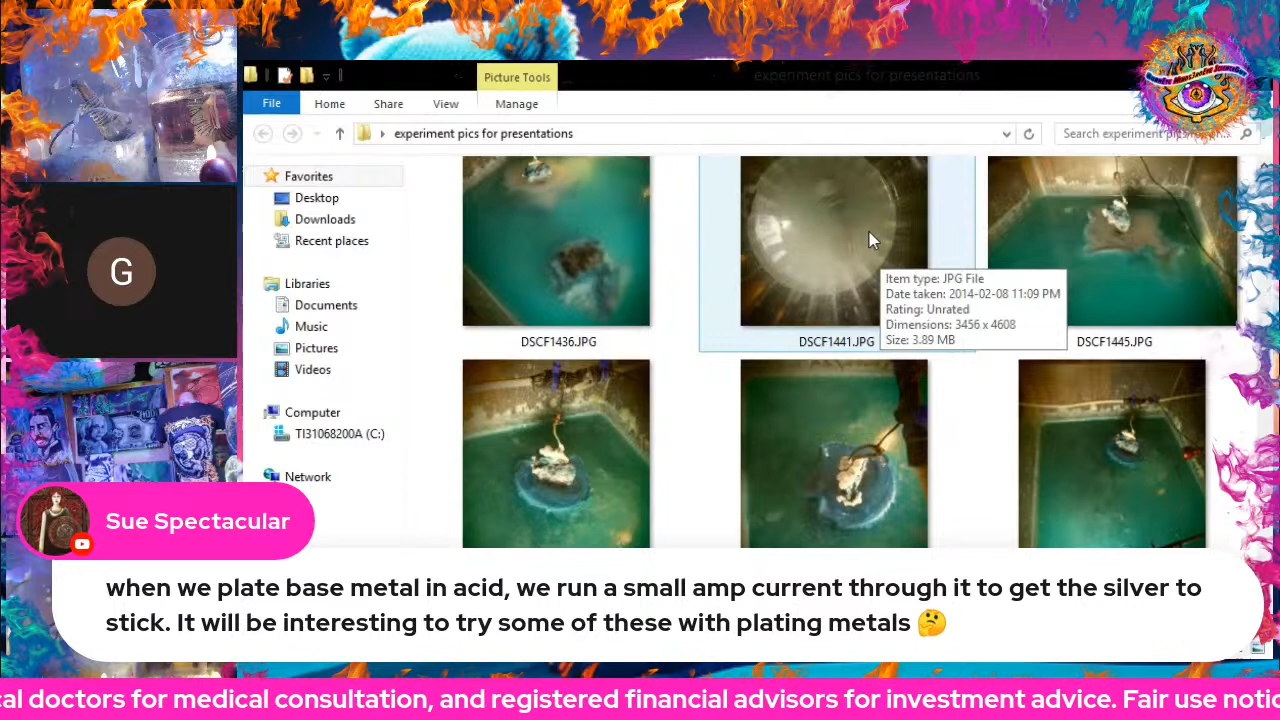 experiment pics for presentations
Picture Tools
File
Home
Share
View
Manage
experiment pics for presentations
Search experiment
Favorites
Desktop
Downloads
Recent places
Libraries
Documents
Music
Pictures
Videos
Computer
TI31068200A (C:)
Network
Item type: JPG File
Date taken: 2014-02-08 11:09 PM
Rating: Unrated
Dimensions: 3456 x 4608
Size: 3.89 MB
DSCF1436.JPG
DSCF1441.JPG
DSCF1445.JPG
G
Sue Spectacular
when we plate base metal in acid, we run a small amp current through it to get the silver to
stick. It will be interesting to try some of these with plating metals 🤔
cal doctors for medical consultation, and registered financial advisors for investment advice. Fair use notic